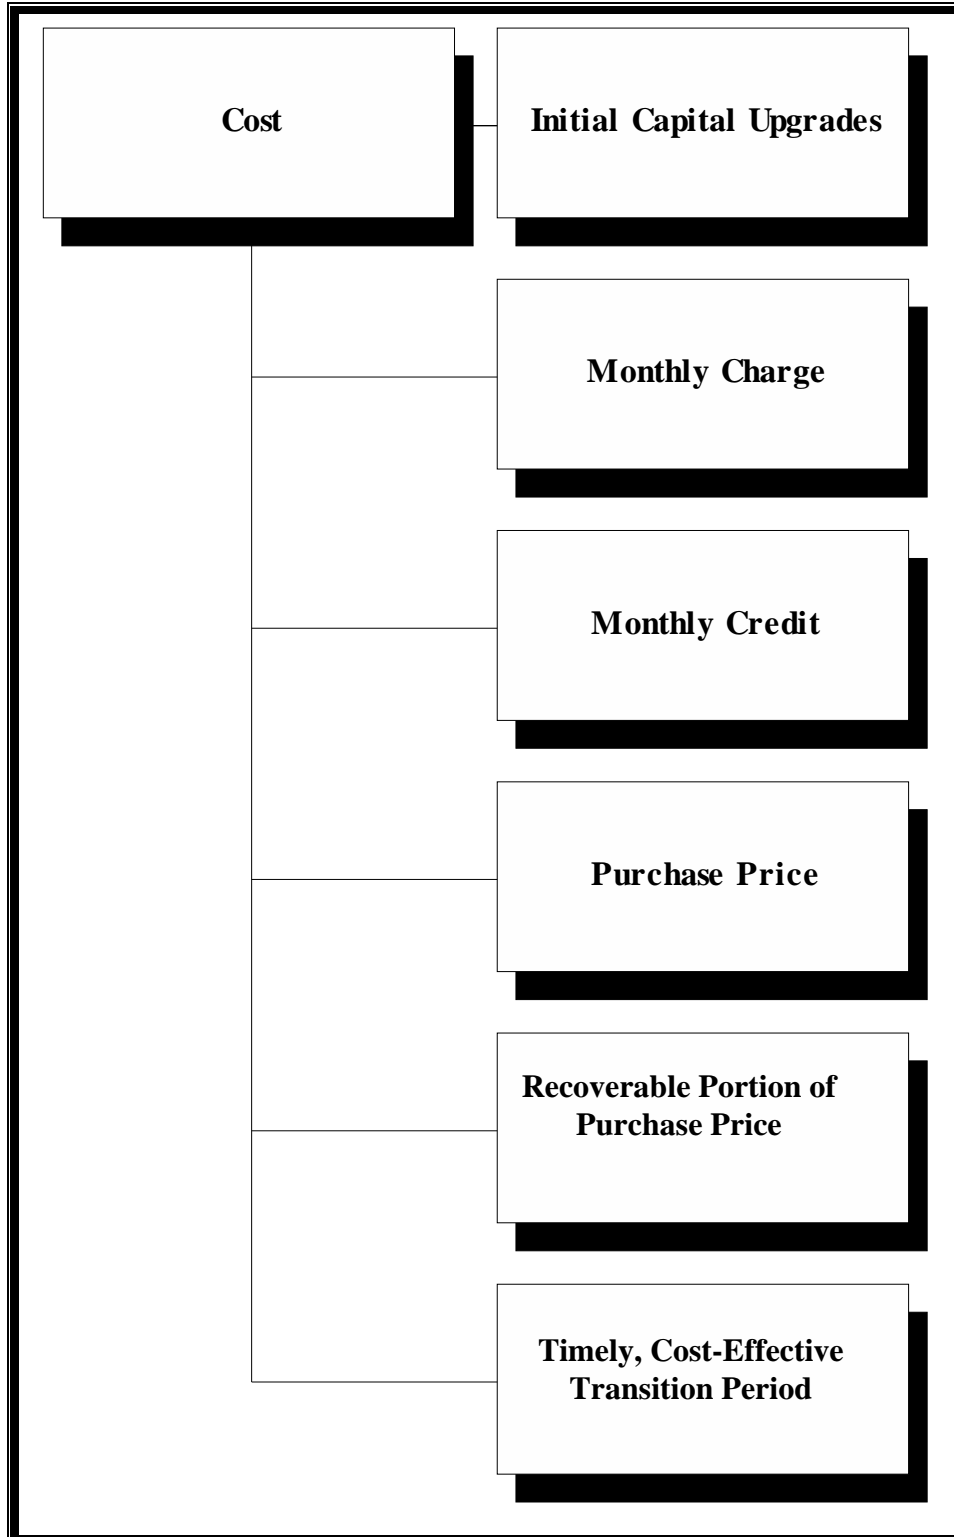 Cost
Initial Capital Upgrades
Monthly Charge
Monthly Credit
Purchase Price
Recoverable Portion of
Purchase Price
Timely, Cost-Effective
Transition Period